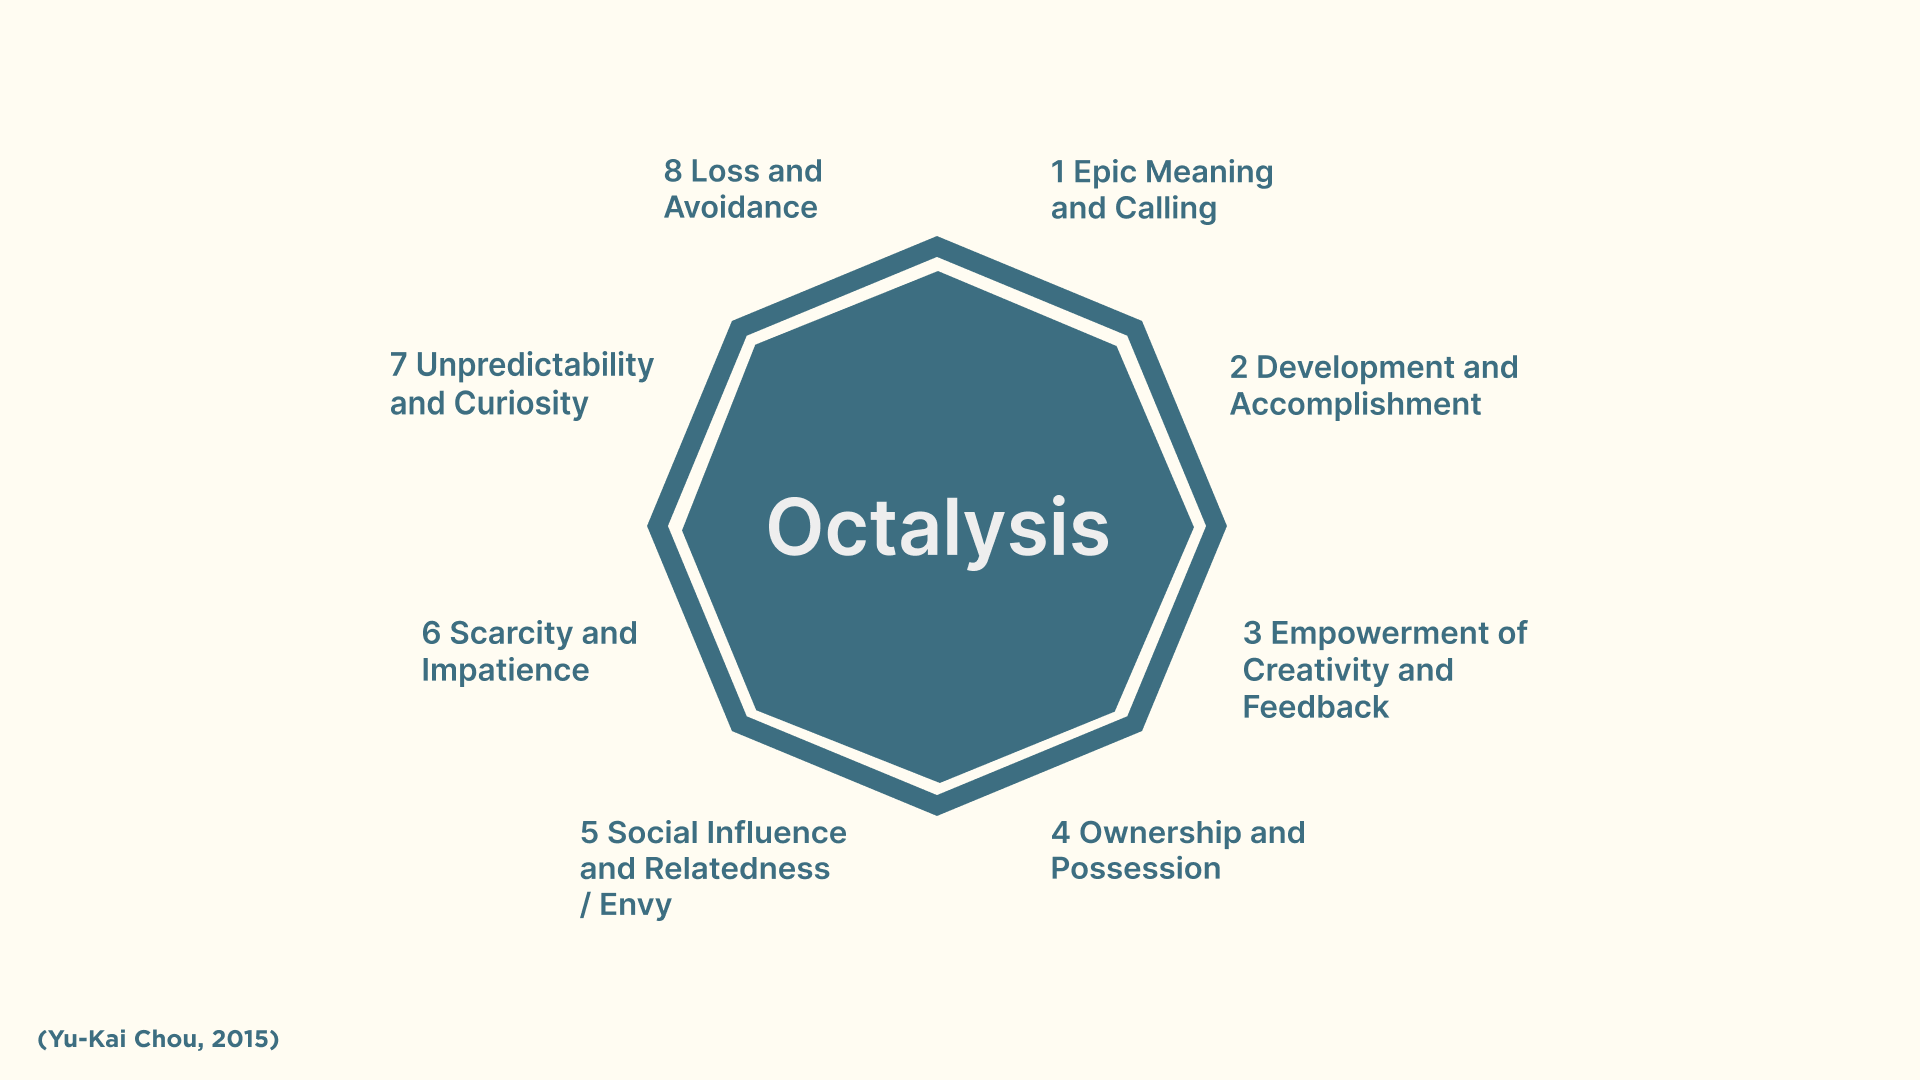 8 Loss and
Avoidance
1 Epic Meaning
and Calling
7 Unpredictability
and Curiosity
2 Development and
Accomplishment
Octalysis
6 Scarcity and
Impatience
3 Empowerment of
Creativity and
Feedback
5 Social Influence
and Relatedness
/ Envy
4 Ownership and
Possession
(Yu-Kai Chou, 2015)